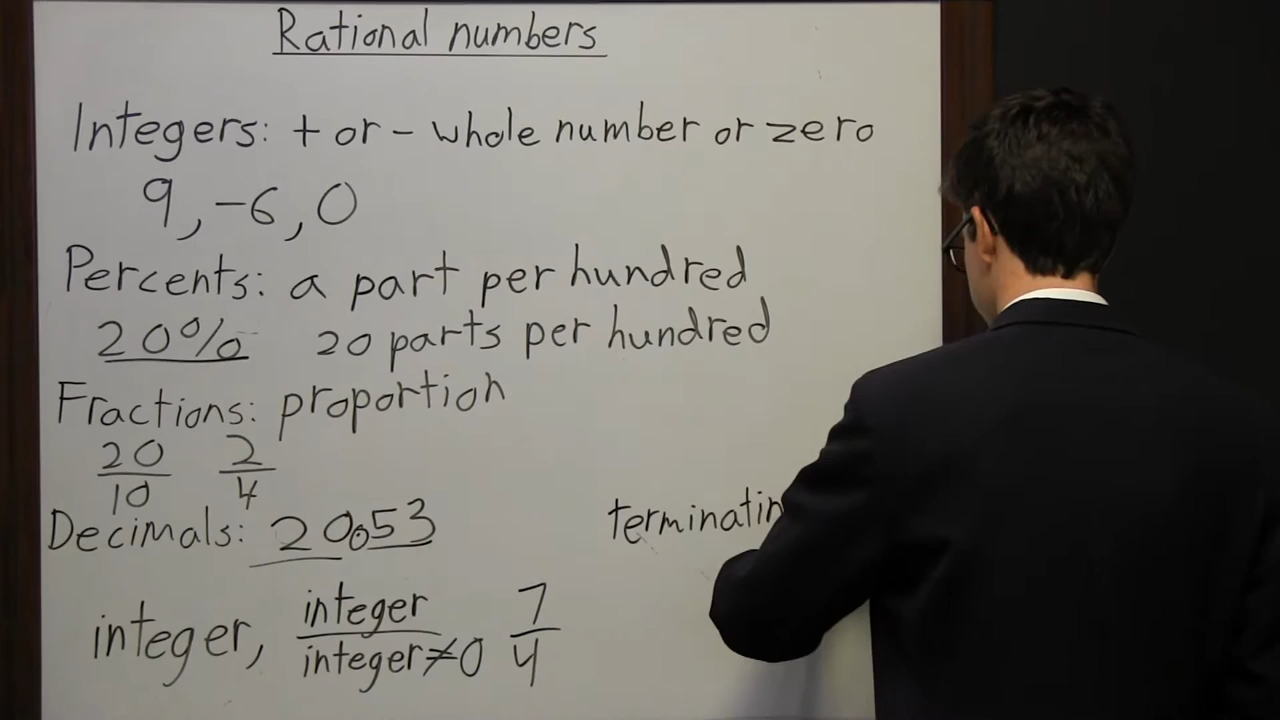 Rational numbers
Integers: + or − whole number or zero
9, −6, 0
Percents: a part per hundred
20% 20 parts per hundred
Fractions: proportion
20/10 2/4
Decimals: 20.53
terminatin
integer, integer/integer≠0 7/4